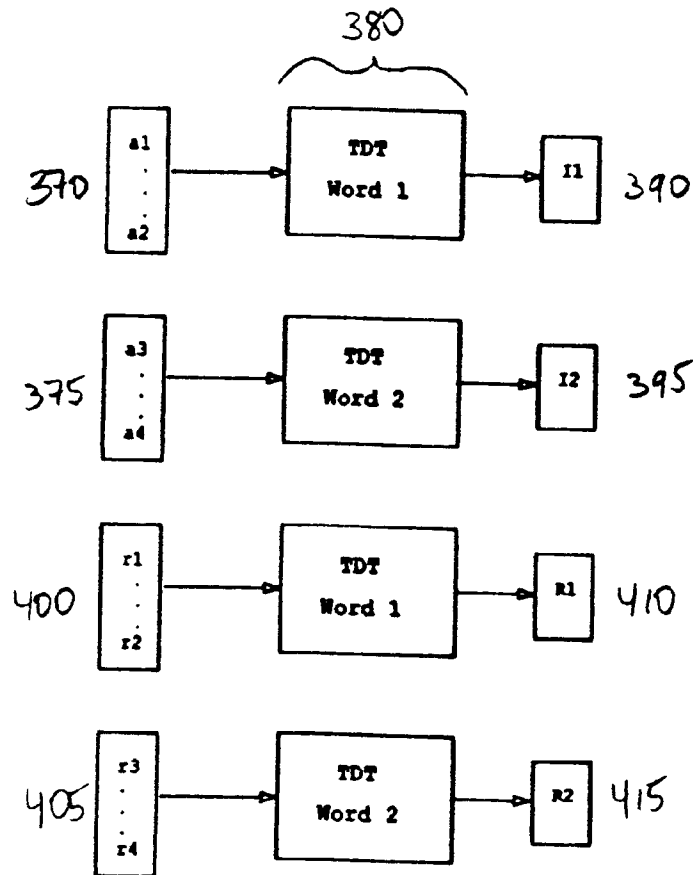 380
a1
.
.
.
a2
370
TDT
Word 1
I1
390
a3
.
.
.
a4
375
TDT
Word 2
I2
395
r1
.
.
.
r2
400
TDT
Word 1
R1
410
r3
.
.
.
r4
405
TDT
Word 2
R2
415